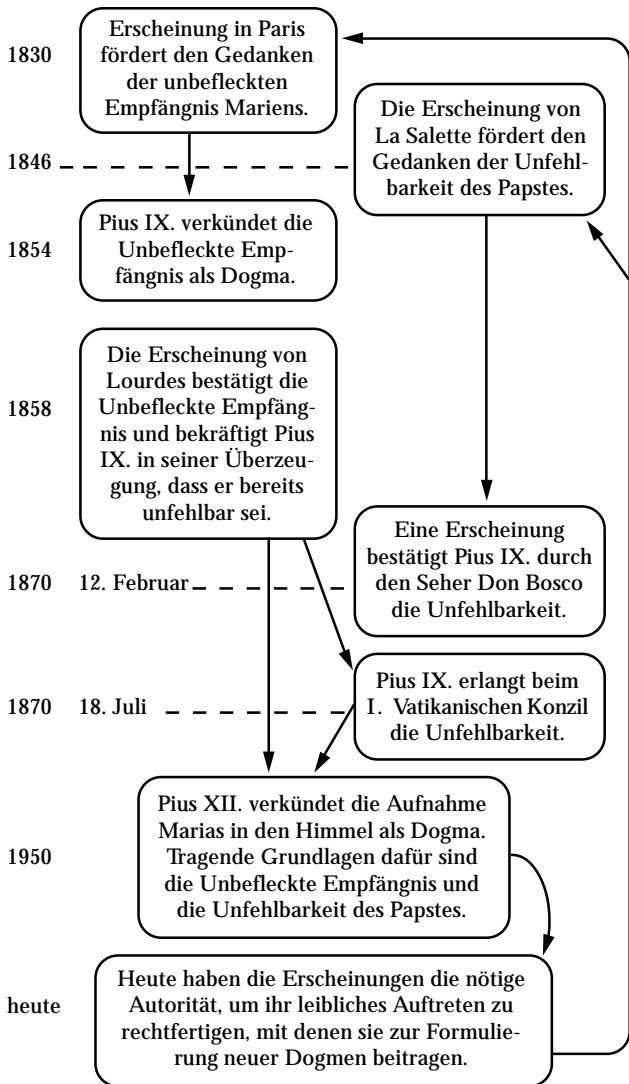 1830
Erscheinung in Paris
fördert den Gedanken
der unbefleckten
Empfängnis Mariens.
1846
Die Erscheinung von
La Salette fördert den
Gedanken der Unfehl-
barkeit des Papstes.
1854
Pius IX. verkündet die
Unbefleckte Emp-
fängnis als Dogma.
1858
Die Erscheinung von
Lourdes bestätigt die
Unbefleckte Empfäng-
nis und bekräftigt Pius
IX. in seiner Überzeu-
gung, dass er bereits
unfehlbar sei.
1870 12. Februar
Eine Erscheinung
bestätigt Pius IX. durch
den Seher Don Bosco
die Unfehlbarkeit.
1870 18. Juli
Pius IX. erlangt beim
I. Vatikanischen Konzil
die Unfehlbarkeit.
1950
Pius XII. verkündet die Aufnahme
Marias in den Himmel als Dogma.
Tragende Grundlagen dafür sind
die Unbefleckte Empfängnis und
die Unfehlbarkeit des Papstes.
heute
Heute haben die Erscheinungen die nötige
Autorität, um ihr leibliches Auftreten zu
rechtfertigen, mit denen sie zur Formulie-
rung neuer Dogmen beitragen.